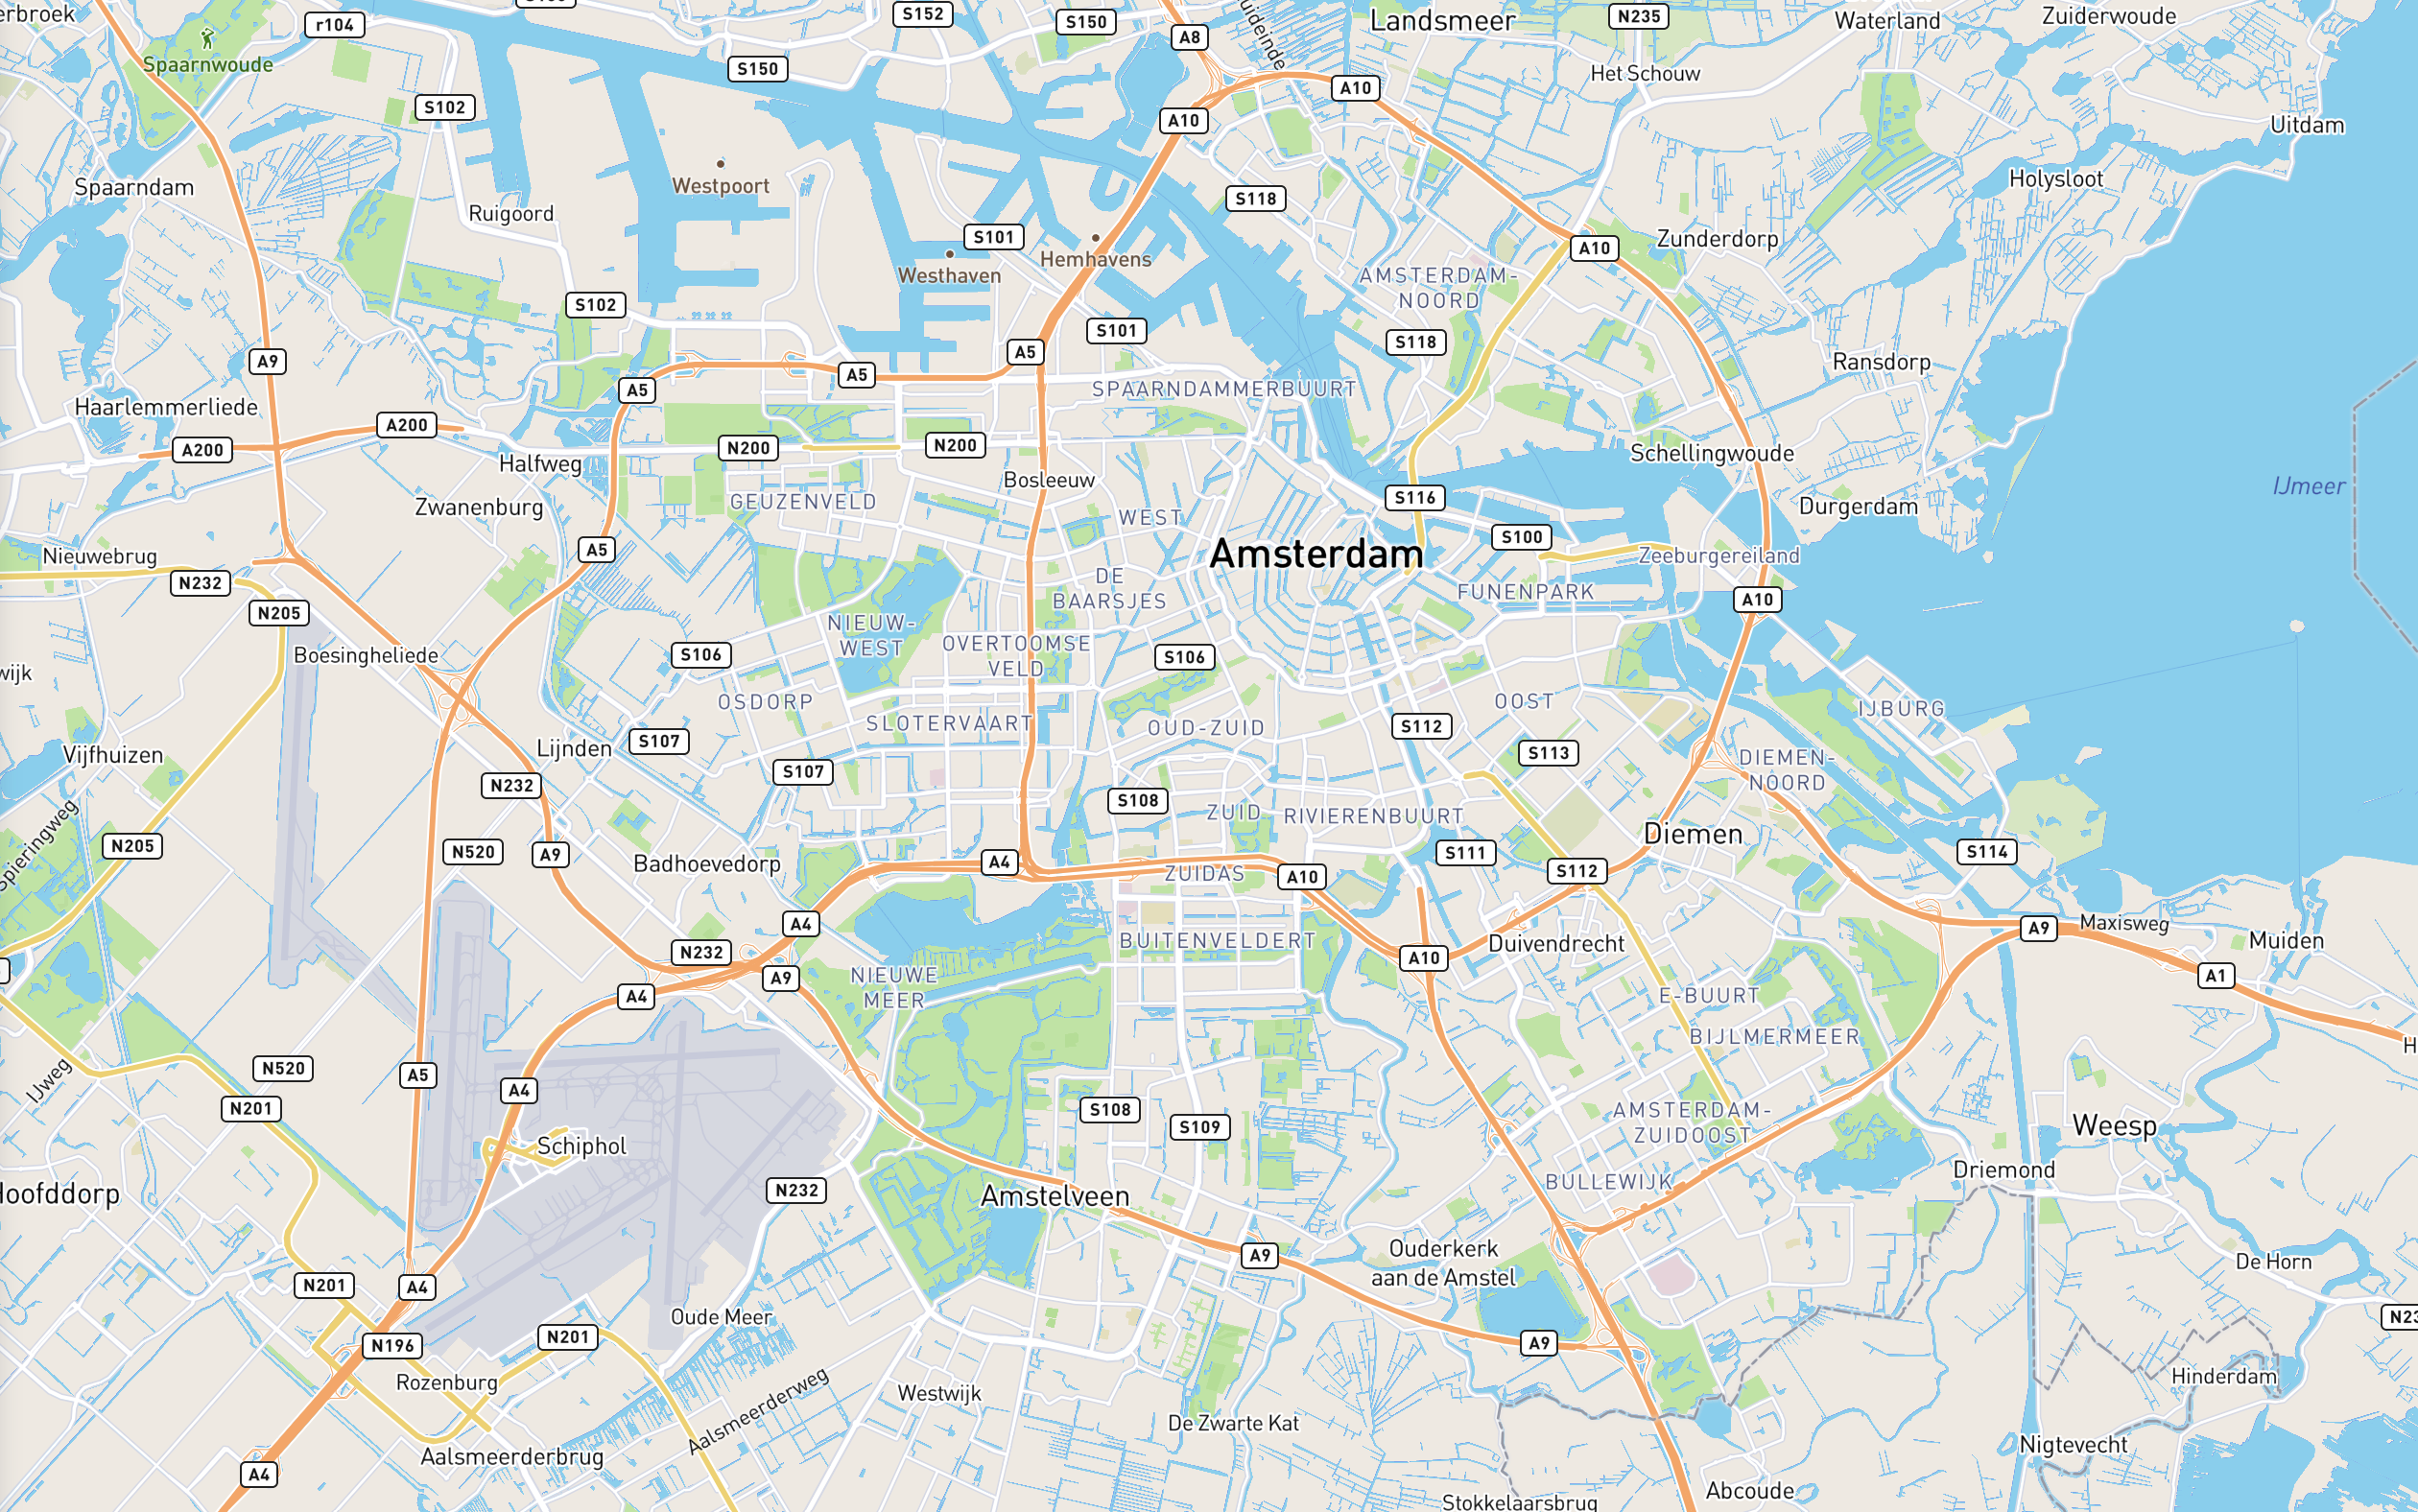 erbroek
r104
S152
S150
A8
Zuideinde
Landsmeer
N235
Waterland
Zuiderwoude
Spaarnwoude
S150
Het Schouw
A10
S102
A10
Uitdam
Westpoort
Spaarndam
S118
Holysloot
Ruigoord
S101
Hemhavens
Westhaven
A10
Zunderdorp
AMSTERDAM-
NOORD
S102
S101
S118
A9
A5
Ransdorp
A5
A5
SPAARNDAMMERBUURT
Haarlemmerliede
A200
A200
N200
N200
Halfweg
Schellingwoude
Bosleeuw
IJmeer
Zwanenburg
GEUZENVELD
S116
Durgerdam
WEST
A5
Amsterdam
S100
Zeeburgereiland
Nieuwebrug
N232
DE
BAARSJES
FUNENPARK
A10
N205
NIEUW-
WEST
OVERTOOMSE
VELD
Boesingheliede
S106
S106
wijk
OSDORP
OOST
IJBURG
SLOTERVAART
OUD-ZUID
S112
Vijfhuizen
Lijnden
S107
S113
DIEMEN-
NOORD
S107
N232
S108
ZUID
RIVIERENBUURT
Spieringweg
N205
N520
A9
Badhoevedorp
A4
S111
Diemen
S114
ZUIDAS
A10
S112
A4
Maxisweg
A9
Muiden
N232
BUITENVELDERT
A10
Duivendrecht
A9
NIEUWE
MEER
A1
A4
E-BUURT
BIJLMERMEER
H
N520
A5
IJweg
A4
N201
S108
S109
AMSTERDAM-
ZUIDOOST
Weesp
Schiphol
Hoofddorp
N232
Amstelveen
BULLEWIJK
Driemond
A9
Ouderkerk
aan de Amstel
De Horn
N201
A4
Oude Meer
N201
N23
N196
A9
Rozenburg
Westwijk
Hinderdam
Aalsmeerderweg
De Zwarte Kat
Aalsmeerderbrug
Nigtevecht
A4
Abcoude
Stokkelaarsbrug